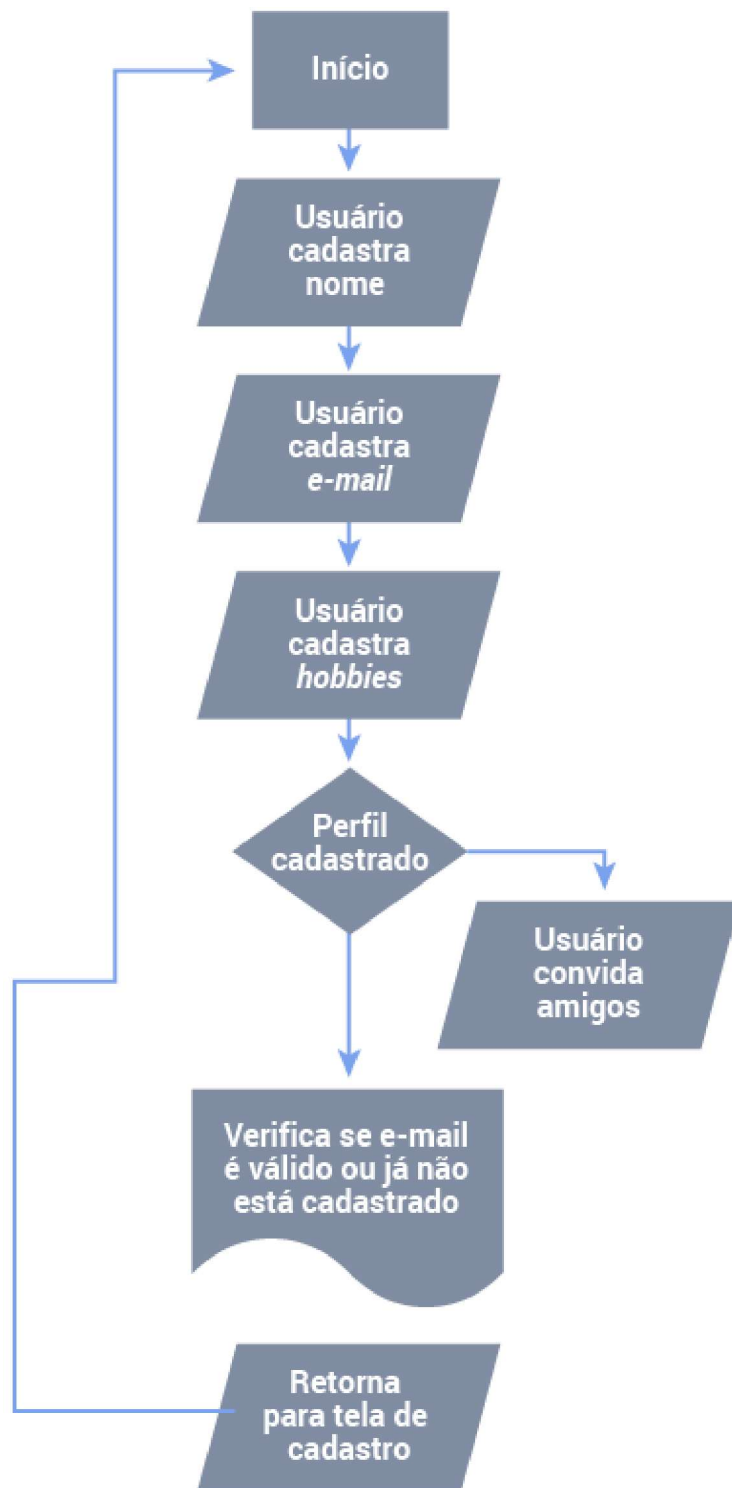 Início
Usuário
cadastra
nome
Usuário
cadastra
e-mail
Usuário
cadastra
hobbies
Perfil
cadastrado
Usuário
convida
amigos
Verifica se e-mail
é válido ou já não
está cadastrado
Retorna
para tela de
cadastro